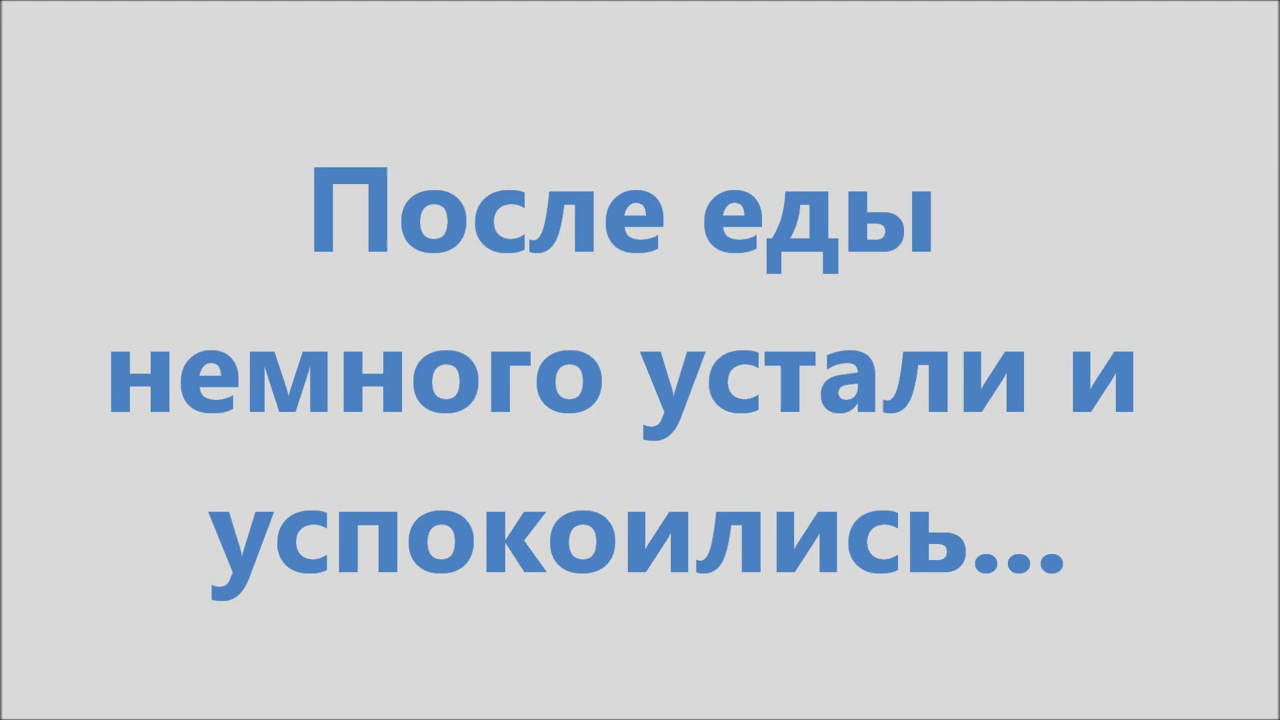 После еды
немного устали и
успокоились...